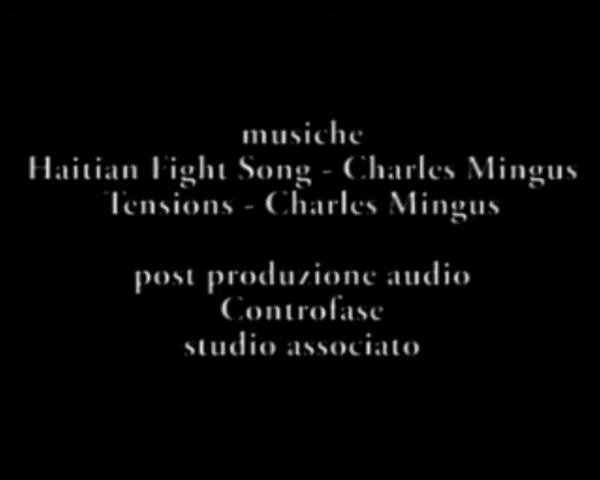 musiche
Haitian Fight Song - Charles Mingus
Tensions - Charles Mingus
post produzione audio
Controfase
studio associato